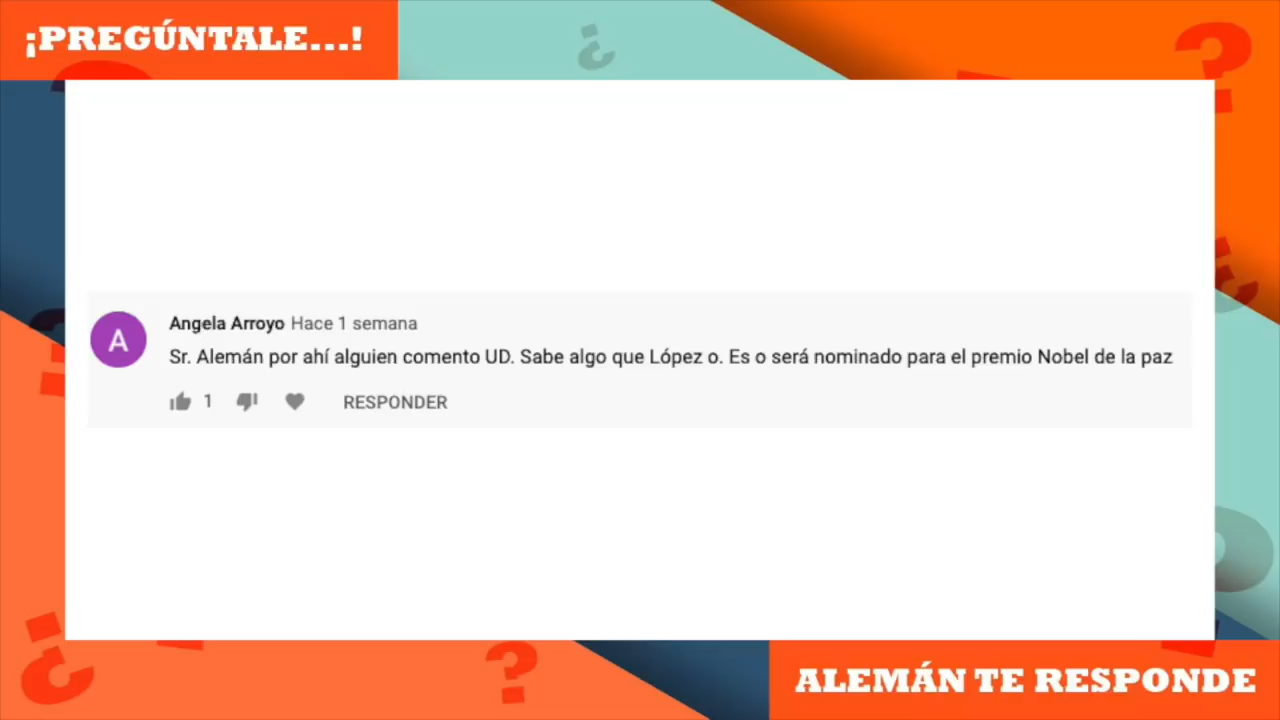 ¡PREGÚNTALE...!
A
Angela Arroyo Hace 1 semana
Sr. Alemán por ahí alguien comento UD. Sabe algo que López o. Es o será nominado para el premio Nobel de la paz
1 RESPONDER
ALEMÁN TE RESPONDE